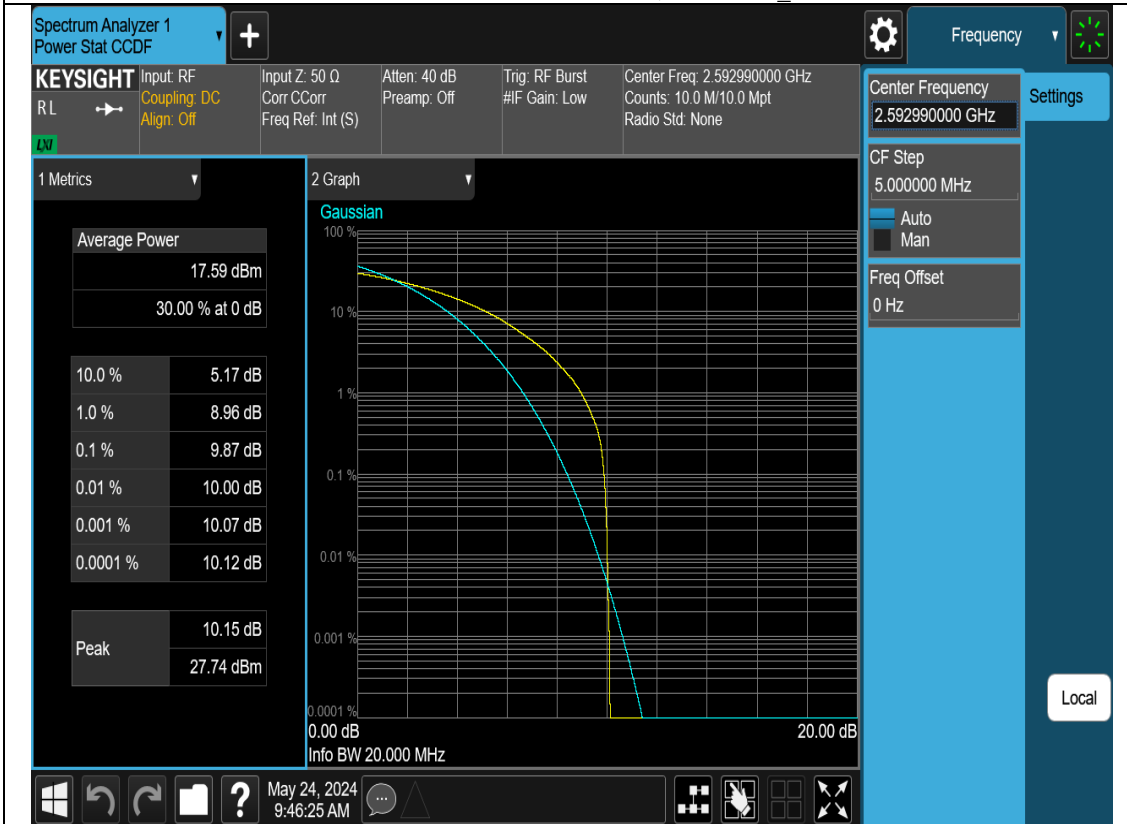 Spectrum Analyzer 1
Power Stat CCDF
Frequency
KEYSIGHT
R L
LXI
Input: RF
Coupling: DC
Align: Off
Input Z: 50 Ω
Corr CCorr
Freq Ref: Int (S)
Atten: 40 dB
Preamp: Off
Trig: RF Burst
#IF Gain: Low
Center Freq: 2.592990000 GHz
Counts: 10.0 M/10.0 Mpt
Radio Std: None
Center Frequency
2.592990000 GHz
Settings
CF Step
5.000000 MHz
Auto
Man
Freq Offset
0 Hz
Local
1 Metrics
Average Power
17.59 dBm
30.00 % at 0 dB
10.0 % 5.17 dB
1.0 % 8.96 dB
0.1 % 9.87 dB
0.01 % 10.00 dB
0.001 % 10.07 dB
0.0001 % 10.12 dB
Peak
10.15 dB
27.74 dBm
2 Graph
Gaussian
100 %
10 %
1 %
0.1 %
0.01 %
0.001 %
0.0001 %
0.00 dB 20.00 dB
Info BW 20.000 MHz
?
May 24, 2024
9:46:25 AM